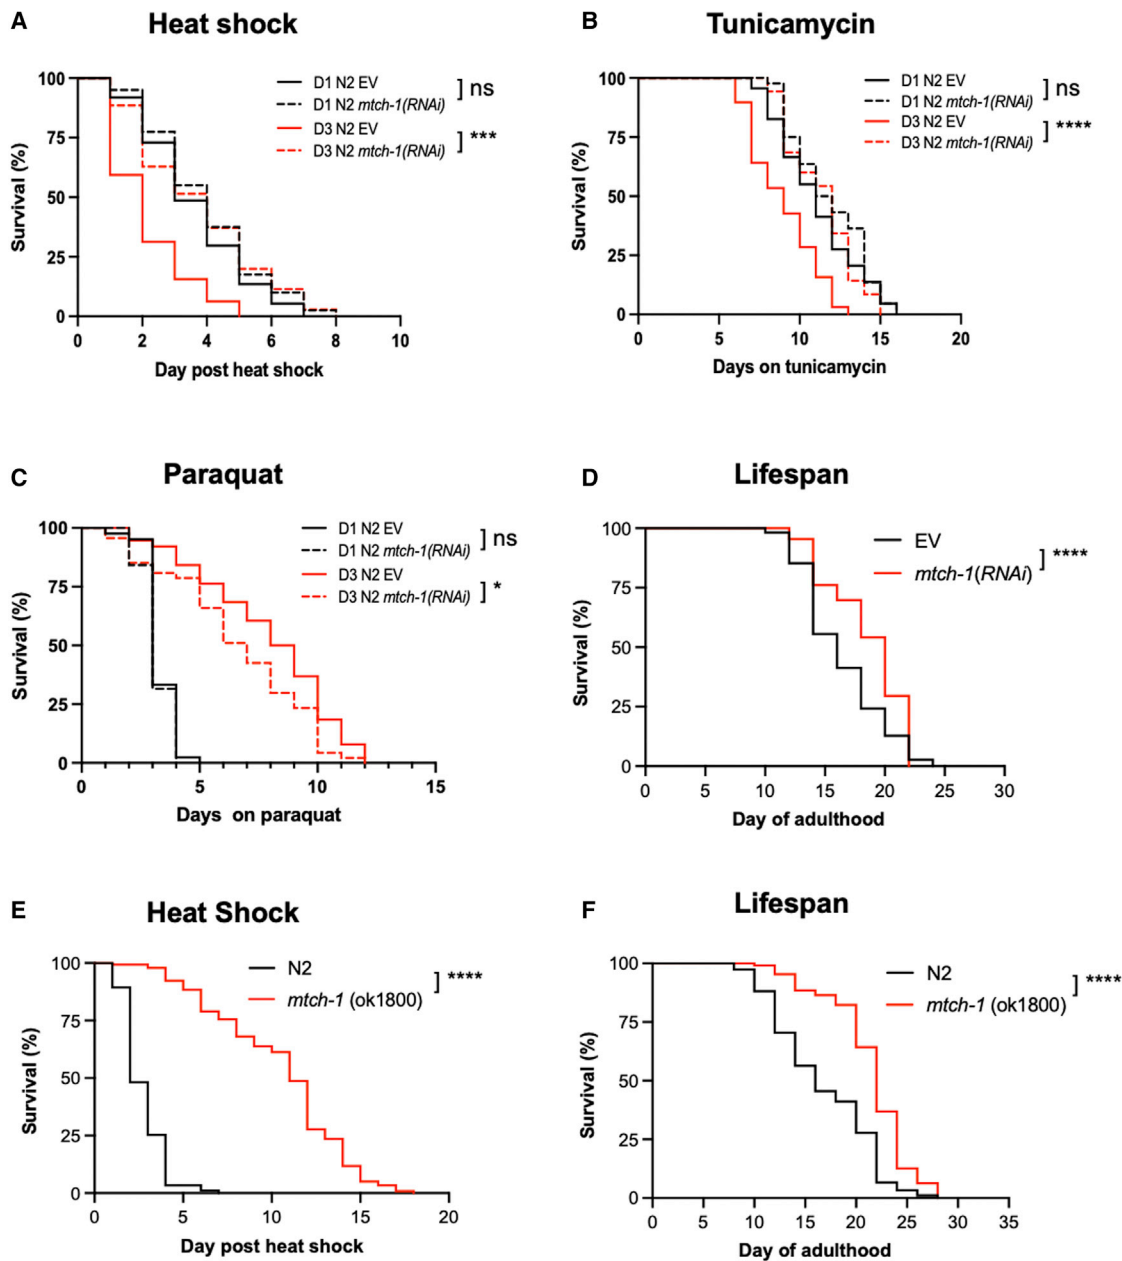 A
Heat shock
100
75
50
25
0
Survival (%)
0 2 4 6 8 10
Day post heat shock
D1 N2 EV
D1 N2 mtch-1(RNAi)
] ns
D3 N2 EV
D3 N2 mtch-1(RNAi)
] ***
B
Tunicamycin
100
75
50
25
0
Survival (%)
0 5 10 15 20
Days on tunicamycin
D1 N2 EV
D1 N2 mtch-1(RNAi)
] ns
D3 N2 EV
D3 N2 mtch-1(RNAi)
] ****
C
Paraquat
100
75
50
25
0
Survival (%)
0 5 10 15
Days on paraquat
D1 N2 EV
D1 N2 mtch-1(RNAi)
] ns
D3 N2 EV
D3 N2 mtch-1(RNAi)
] *
D
Lifespan
100
75
50
25
0
Survival (%)
0 5 10 15 20 25 30
Day of adulthood
EV
mtch-1(RNAi)
] ****
E
Heat Shock
100
75
50
25
0
Survival (%)
0 5 10 15 20
Day post heat shock
N2
mtch-1 (ok1800)
] ****
F
Lifespan
100
75
50
25
0
Survival (%)
0 5 10 15 20 25 30 35
Day of adulthood
N2
mtch-1 (ok1800)
] ****